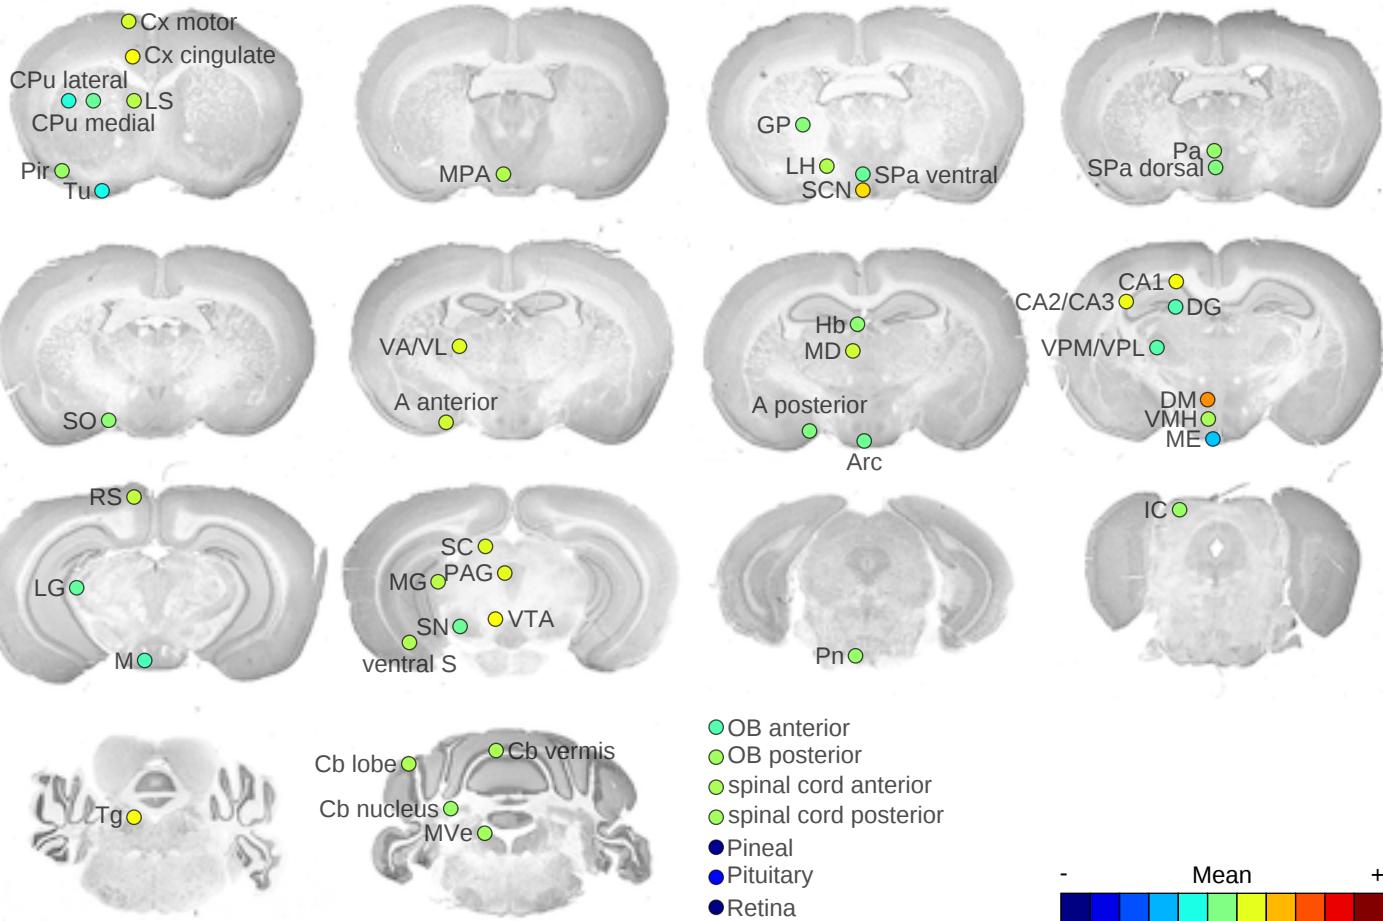 Cx motor
Cx cingulate
CPu lateral
LS
CPu medial
Pir
Tu
MPA
GP
LH
SPa ventral
SCN
Pa
SPa dorsal
SO
VA/VL
A anterior
Hb
MD
A posterior
Arc
CA1
CA2/CA3
DG
VPM/VPL
DM
VMH
ME
RS
LG
M
SC
MG
PAG
SN
VTA
ventral S
Pn
IC
Tg
Cb lobe
Cb vermis
Cb nucleus
MVe
OB anterior
OB posterior
spinal cord anterior
spinal cord posterior
Pineal
Pituitary
Retina
- Mean +